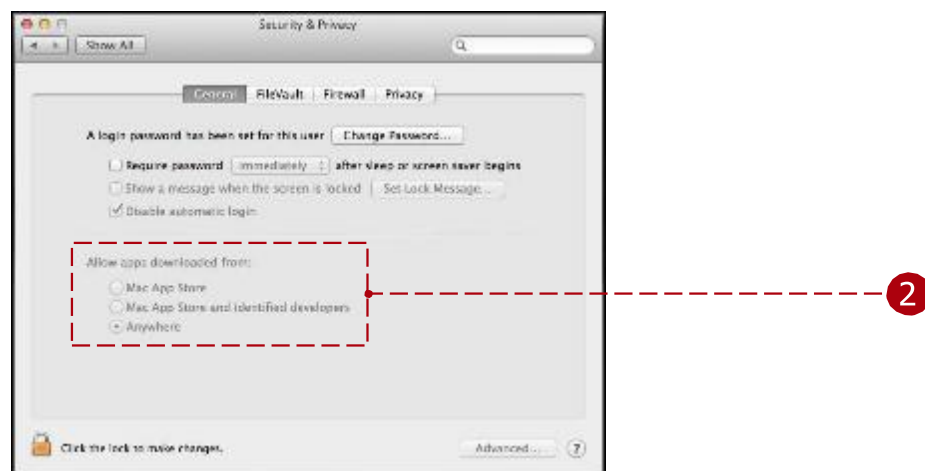 Security & Privacy
Show All
General FileVault Firewall Privacy
A login password has been set for this user Change Password...
Require password immediately after sleep or screen saver begins
Show a message when the screen is locked Set Lock Message...
Disable automatic login
Allow apps downloaded from:
Mac App Store
Mac App Store and identified developers
Anywhere
2
Click the lock to make changes.
Advanced... ?